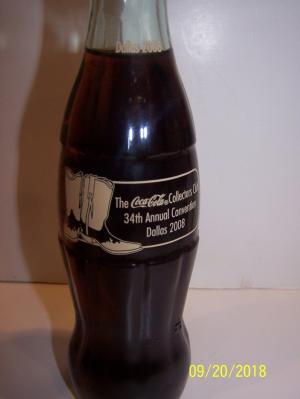 Dallas 2008
The Coca-Cola Collectors Club
34th Annual Convention
Dallas 2008
09/20/2018